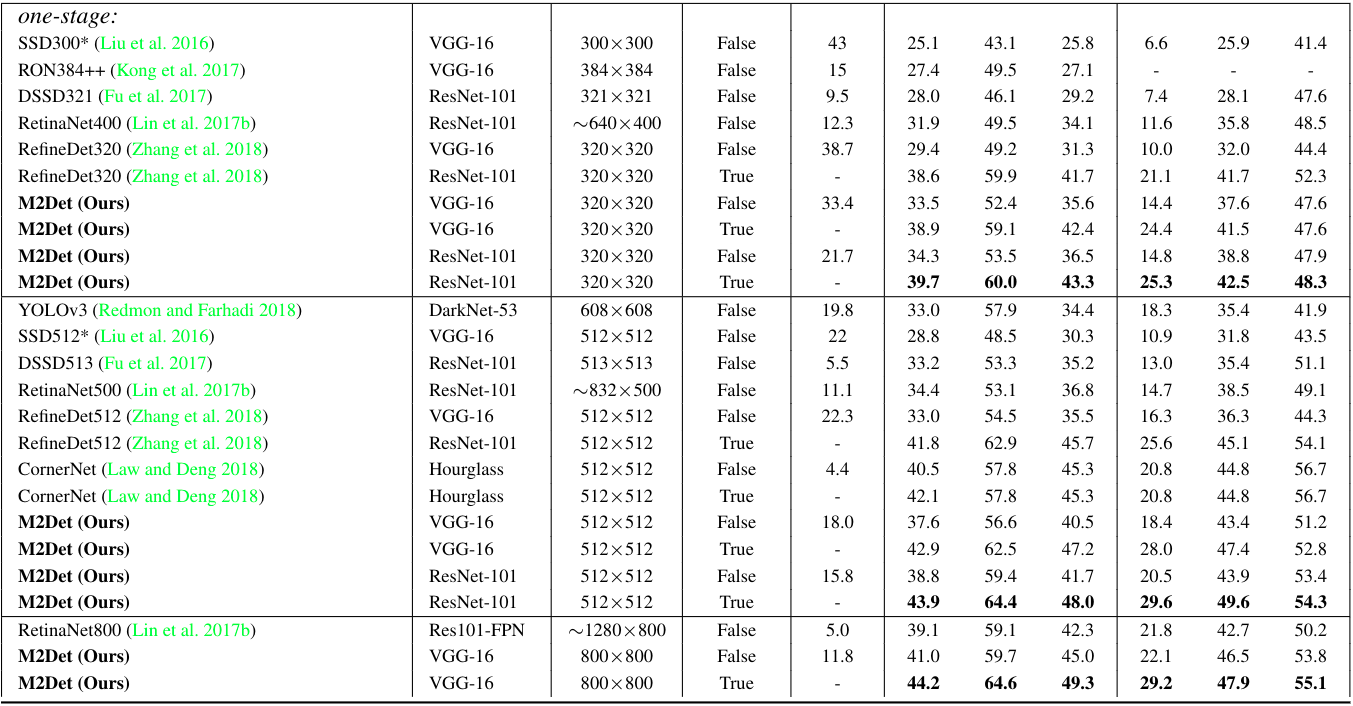 one-stage:
SSD300* (Liu et al. 2016) VGG-16 300×300 False 43 25.1 43.1 25.8 6.6 25.9 41.4
RON384++ (Kong et al. 2017) VGG-16 384×384 False 15 27.4 49.5 27.1 - - -
DSSD321 (Fu et al. 2017) ResNet-101 321×321 False 9.5 28.0 46.1 29.2 7.4 28.1 47.6
RetinaNet400 (Lin et al. 2017b) ResNet-101 ∼640×400 False 12.3 31.9 49.5 34.1 11.6 35.8 48.5
RefineDet320 (Zhang et al. 2018) VGG-16 320×320 False 38.7 29.4 49.2 31.3 10.0 32.0 44.4
RefineDet320 (Zhang et al. 2018) ResNet-101 320×320 True - 38.6 59.9 41.7 21.1 41.7 52.3
M2Det (Ours) VGG-16 320×320 False 33.4 33.5 52.4 35.6 14.4 37.6 47.6
M2Det (Ours) VGG-16 320×320 True - 38.9 59.1 42.4 24.4 41.5 47.6
M2Det (Ours) ResNet-101 320×320 False 21.7 34.3 53.5 36.5 14.8 38.8 47.9
M2Det (Ours) ResNet-101 320×320 True - 39.7 60.0 43.3 25.3 42.5 48.3
YOLOv3 (Redmon and Farhadi 2018) DarkNet-53 608×608 False 19.8 33.0 57.9 34.4 18.3 35.4 41.9
SSD512* (Liu et al. 2016) VGG-16 512×512 False 22 28.8 48.5 30.3 10.9 31.8 43.5
DSSD513 (Fu et al. 2017) ResNet-101 513×513 False 5.5 33.2 53.3 35.2 13.0 35.4 51.1
RetinaNet500 (Lin et al. 2017b) ResNet-101 ∼832×500 False 11.1 34.4 53.1 36.8 14.7 38.5 49.1
RefineDet512 (Zhang et al. 2018) VGG-16 512×512 False 22.3 33.0 54.5 35.5 16.3 36.3 44.3
RefineDet512 (Zhang et al. 2018) ResNet-101 512×512 True - 41.8 62.9 45.7 25.6 45.1 54.1
CornerNet (Law and Deng 2018) Hourglass 512×512 False 4.4 40.5 57.8 45.3 20.8 44.8 56.7
CornerNet (Law and Deng 2018) Hourglass 512×512 True - 42.1 57.8 45.3 20.8 44.8 56.7
M2Det (Ours) VGG-16 512×512 False 18.0 37.6 56.6 40.5 18.4 43.4 51.2
M2Det (Ours) VGG-16 512×512 True - 42.9 62.5 47.2 28.0 47.4 52.8
M2Det (Ours) ResNet-101 512×512 False 15.8 38.8 59.4 41.7 20.5 43.9 53.4
M2Det (Ours) ResNet-101 512×512 True - 43.9 64.4 48.0 29.6 49.6 54.3
RetinaNet800 (Lin et al. 2017b) Res101-FPN ∼1280×800 False 5.0 39.1 59.1 42.3 21.8 42.7 50.2
M2Det (Ours) VGG-16 800×800 False 11.8 41.0 59.7 45.0 22.1 46.5 53.8
M2Det (Ours) VGG-16 800×800 True - 44.2 64.6 49.3 29.2 47.9 55.1